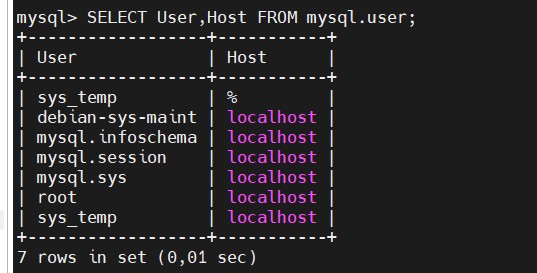 mysql> SELECT User,Host FROM mysql.user;
+------------------+-----------+
| User             | Host      |
+------------------+-----------+
| sys_temp         | %         |
| debian-sys-maint | localhost |
| mysql.infoschema | localhost |
| mysql.session    | localhost |
| mysql.sys        | localhost |
| root             | localhost |
| sys_temp         | localhost |
+------------------+-----------+
7 rows in set (0,01 sec)